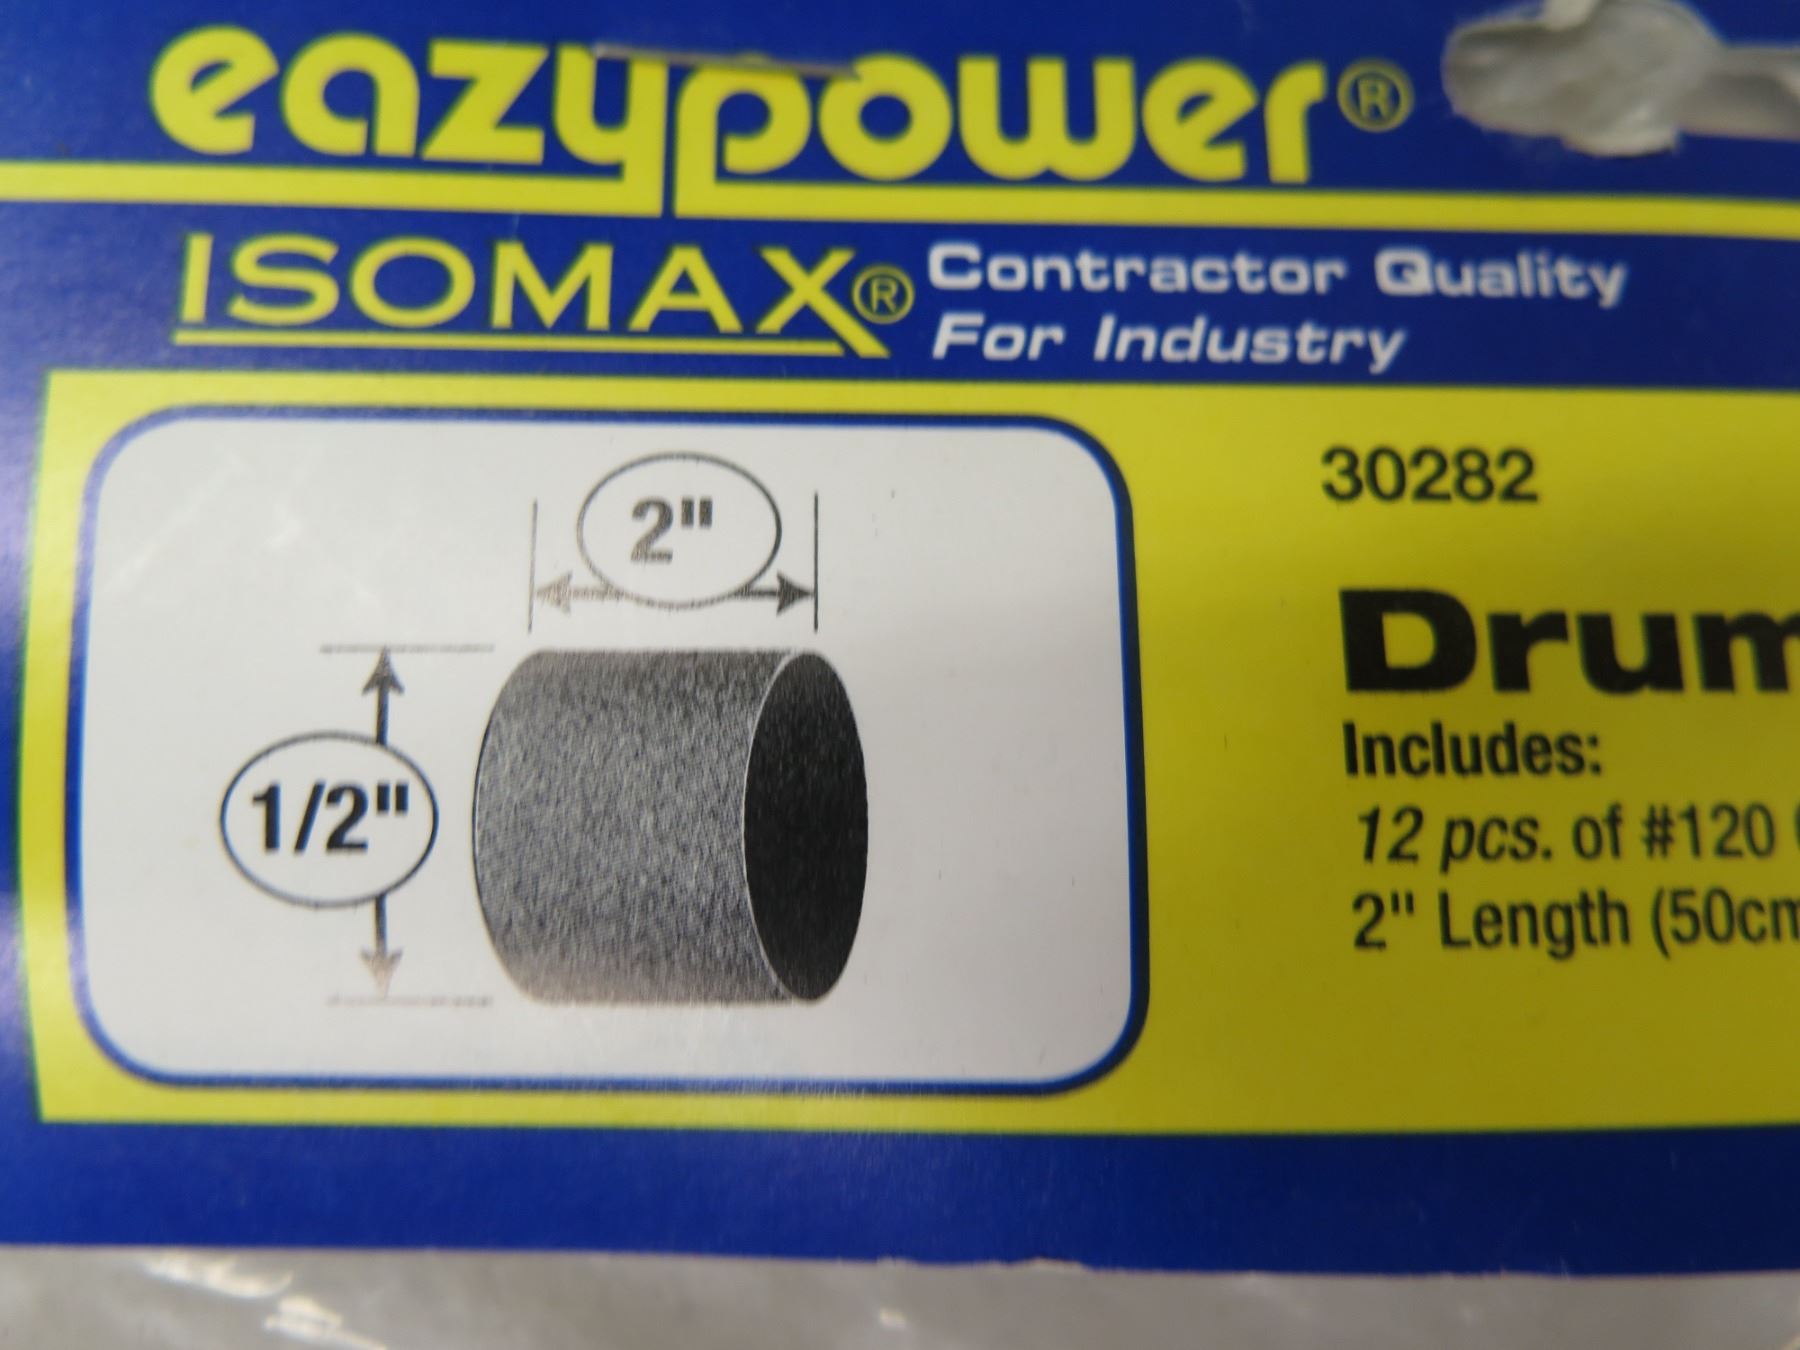 eazypower®
ISOMAX® Contractor Quality
For Industry
30282
2"
1/2"
Drum
Includes:
12 pcs. of #120
2" Length (50cm